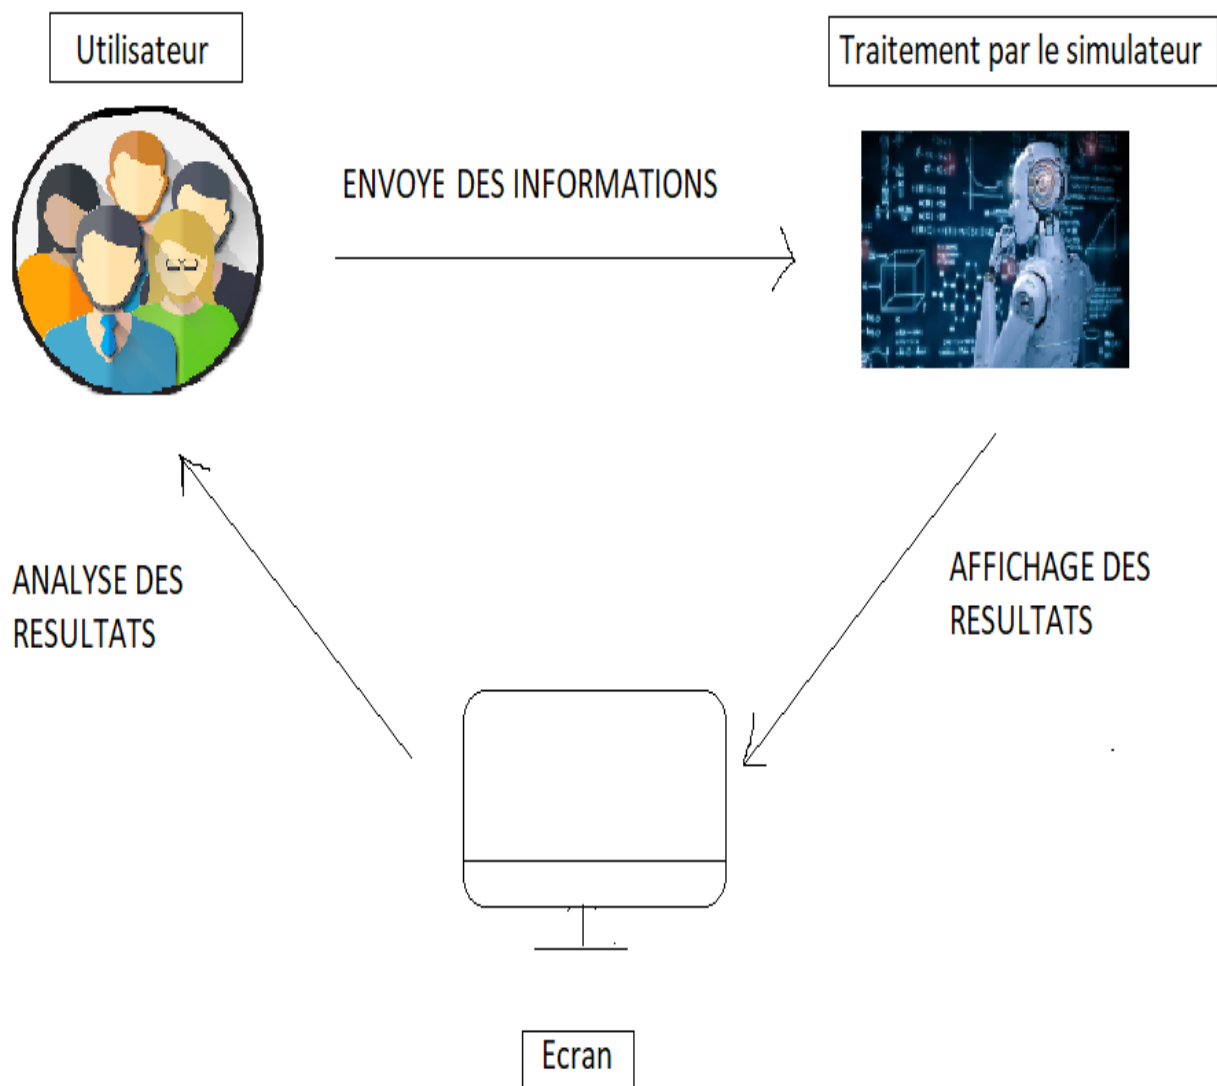 Utilisateur
Traitement par le simulateur
ENVOYE DES INFORMATIONS
ANALYSE DES
RESULTATS
AFFICHAGE DES
RESULTATS
Ecran